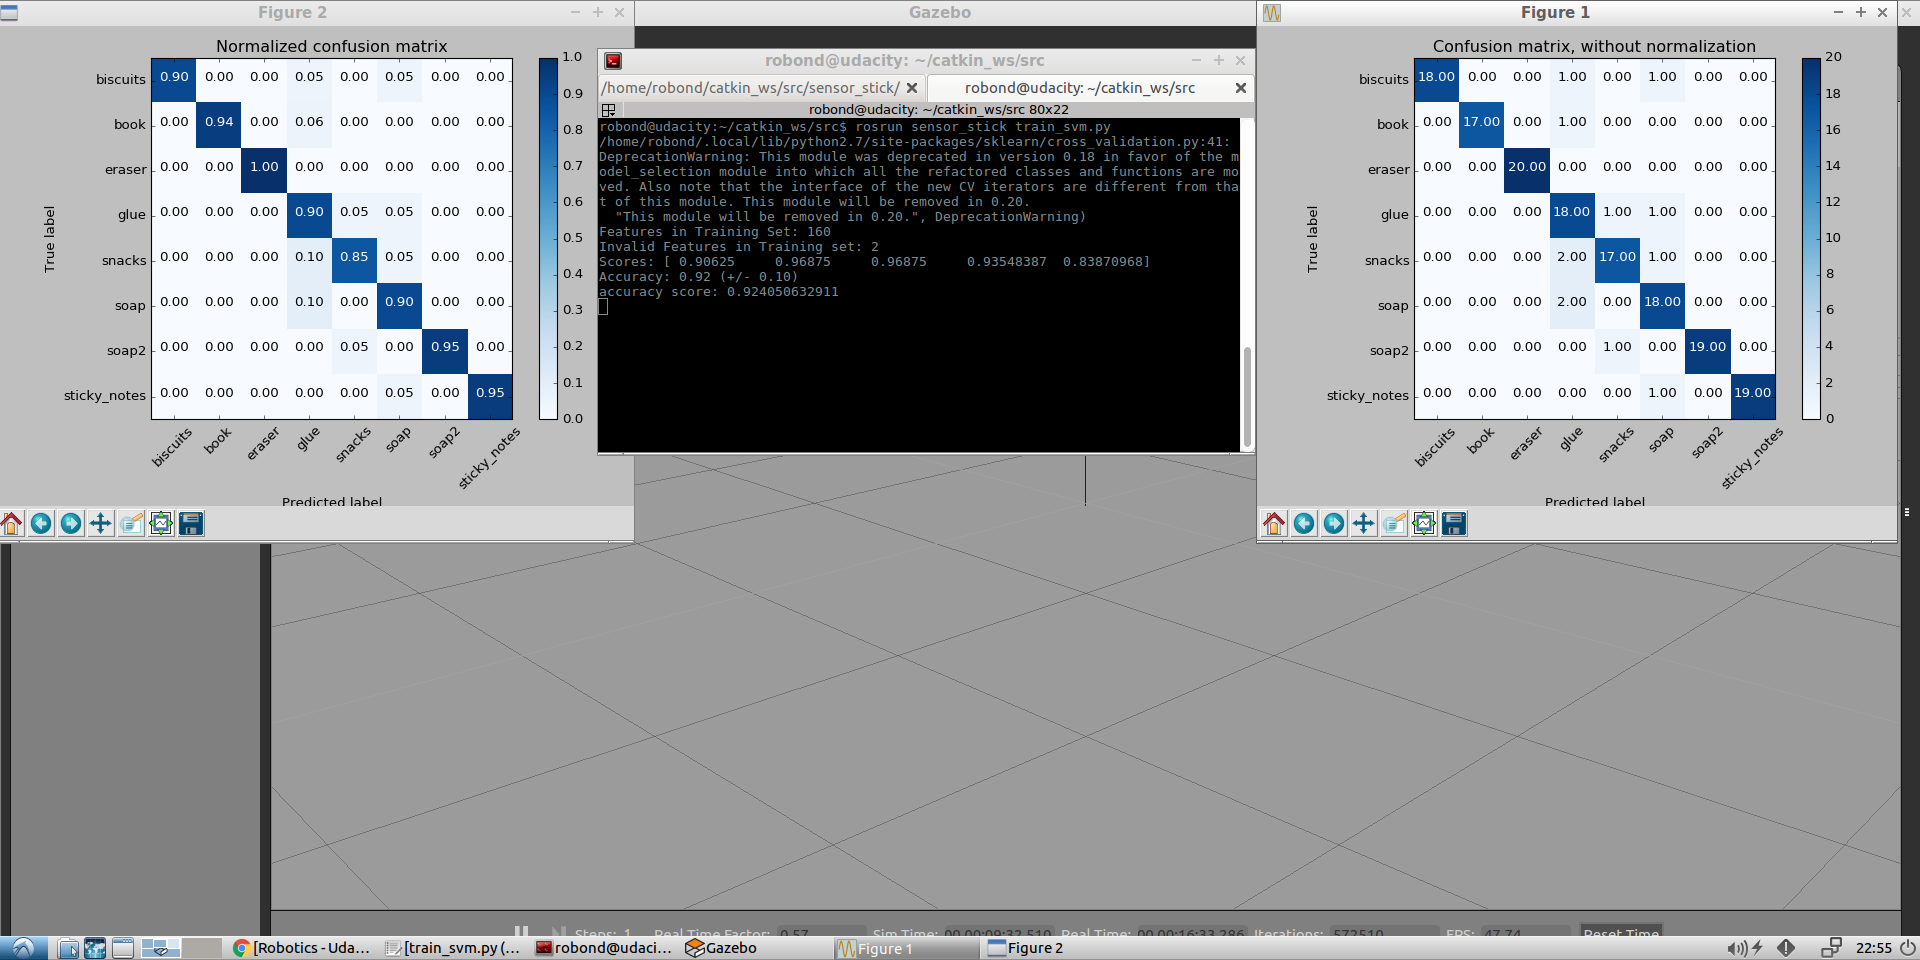 Figure 2
Normalized confusion matrix
biscuits 0.90 0.00 0.00 0.05 0.00 0.05 0.00 0.00
book 0.00 0.94 0.00 0.06 0.00 0.00 0.00 0.00
eraser 0.00 0.00 1.00 0.00 0.00 0.00 0.00 0.00
glue 0.00 0.00 0.00 0.90 0.05 0.05 0.00 0.00
snacks 0.00 0.00 0.00 0.10 0.85 0.05 0.00 0.00
soap 0.00 0.00 0.00 0.10 0.00 0.90 0.00 0.00
soap2 0.00 0.00 0.00 0.00 0.05 0.00 0.95 0.00
sticky_notes 0.00 0.00 0.00 0.00 0.00 0.05 0.00 0.95
True label
biscuits book eraser glue snacks soap soap2 sticky_notes
Predicted label
1.0
0.9
0.8
0.7
0.6
0.5
0.4
0.3
0.2
0.1
0.0
Gazebo
robond@udacity: ~/catkin_ws/src
/home/robond/catkin_ws/src/sensor_stick/
robond@udacity: ~/catkin_ws/src
robond@udacity: ~/catkin_ws/src 80x22
robond@udacity:~/catkin_ws/src$ rosrun sensor_stick train_svm.py
/home/robond/.local/lib/python2.7/site-packages/sklearn/cross_validation.py:41:
DeprecationWarning: This module was deprecated in version 0.18 in favor of the m
odel_selection module into which all the refactored classes and functions are mo
ved. Also note that the interface of the new CV iterators are different from tha
t of this module. This module will be removed in 0.20.
"This module will be removed in 0.20.", DeprecationWarning)
Features in Training Set: 160
Invalid Features in Training set: 2
Scores: [ 0.90625 0.96875 0.96875 0.93548387 0.83870968]
Accuracy: 0.92 (+/- 0.10)
accuracy score: 0.924050632911
Figure 1
Confusion matrix, without normalization
biscuits 18.00 0.00 0.00 1.00 0.00 1.00 0.00 0.00
book 0.00 17.00 0.00 1.00 0.00 0.00 0.00 0.00
eraser 0.00 0.00 20.00 0.00 0.00 0.00 0.00 0.00
glue 0.00 0.00 0.00 18.00 1.00 1.00 0.00 0.00
snacks 0.00 0.00 0.00 2.00 17.00 1.00 0.00 0.00
soap 0.00 0.00 0.00 2.00 0.00 18.00 0.00 0.00
soap2 0.00 0.00 0.00 0.00 1.00 0.00 19.00 0.00
sticky_notes 0.00 0.00 0.00 0.00 0.00 1.00 0.00 19.00
True label
biscuits book eraser glue snacks soap soap2 sticky_notes
Predicted label
20
18
16
14
12
10
8
6
4
2
0
Steps: 1 Real Time Factor: 0.57 Sim Time: 00 00:09:32.510 Real Time: 00 00:16:33.286 Iterations: 572510 FPS: 47.74 Reset Time
[Robotics - Uda... [train_svm.py (... robond@udaci... Gazebo Figure 1 Figure 2 22:55